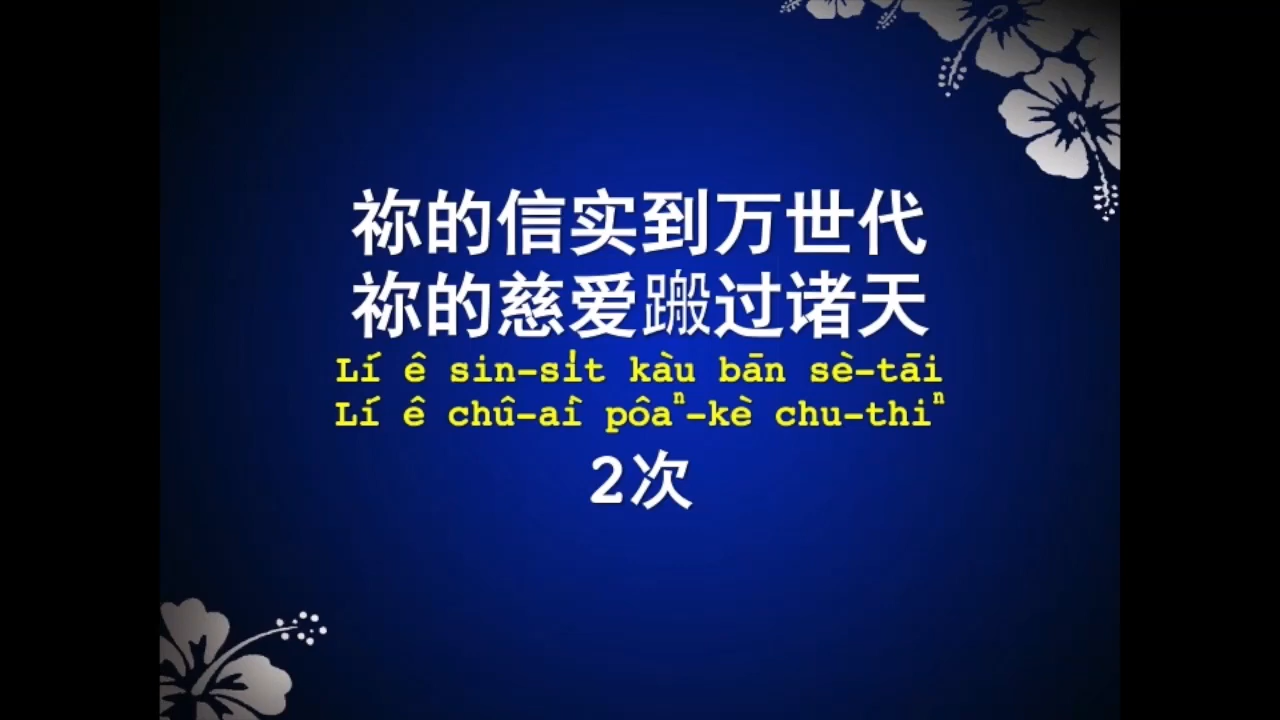 祢的信实到万世代
祢的慈爱蹣过诸天
Lí ê sin-si̍t kàu bān sè-tāi
Lí ê chû-aì pôaⁿ-kè chu-thiⁿ
2次